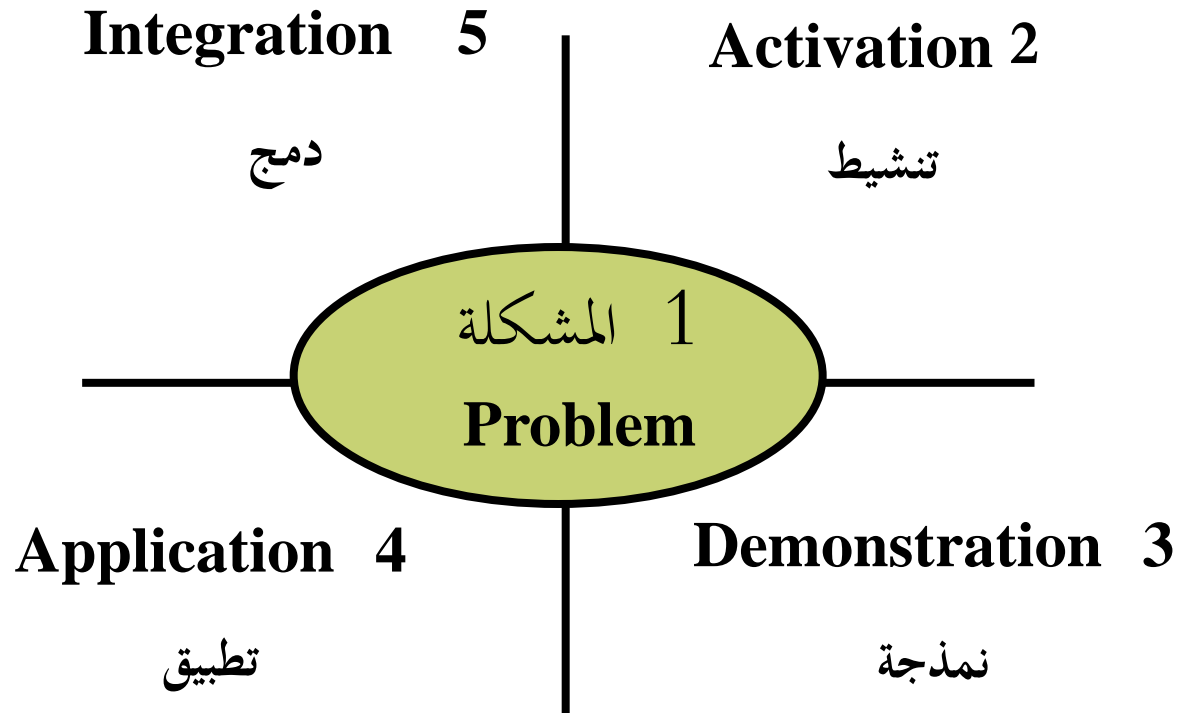 Integration 5
دمج
Activation 2
تنشيط
1 المشكلة
Problem
Application 4
تطبيق
Demonstration 3
نمذجة